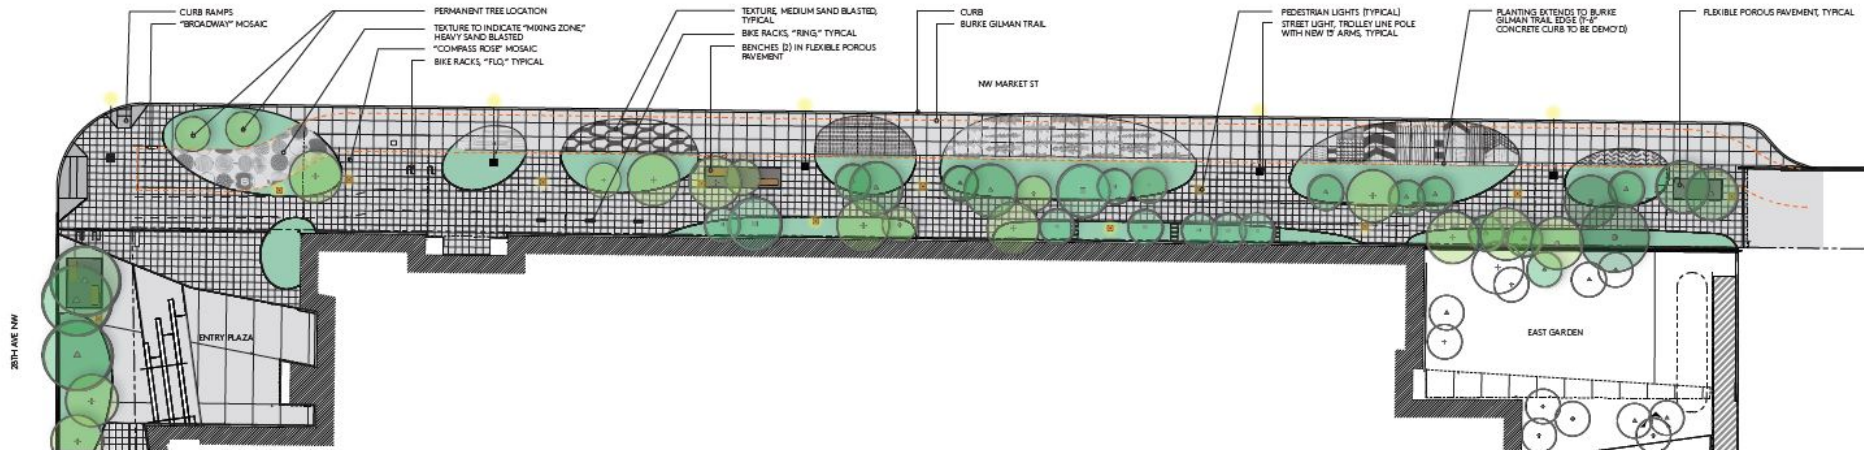 CURB RAMPS
"BROADWAY" MOSAIC
PERMANENT TREE LOCATION
TEXTURE TO INDICATE "MIXING ZONE,"
HEAVY SAND BLASTED
"COMPASS ROSE" MOSAIC
BIKE RACKS, "FLO," TYPICAL
TEXTURE, MEDIUM SAND BLASTED,
TYPICAL
BIKE RACKS, "RING," TYPICAL
BENCHES (2) IN FLEXIBLE POROUS
PAVEMENT
CURB
BURKE GILMAN TRAIL
PEDESTRIAN LIGHTS (TYPICAL)
STREET LIGHT, TROLLEY LINE POLE
WITH NEW 15' ARMS, TYPICAL
PLANTING EXTENDS TO BURKE
GILMAN TRAIL EDGE (1'-6"
CONCRETE CURB TO BE DEMO'D)
FLEXIBLE POROUS PAVEMENT, TYPICAL
NW MARKET ST
28TH AVE NW
ENTRY PLAZA
EAST GARDEN